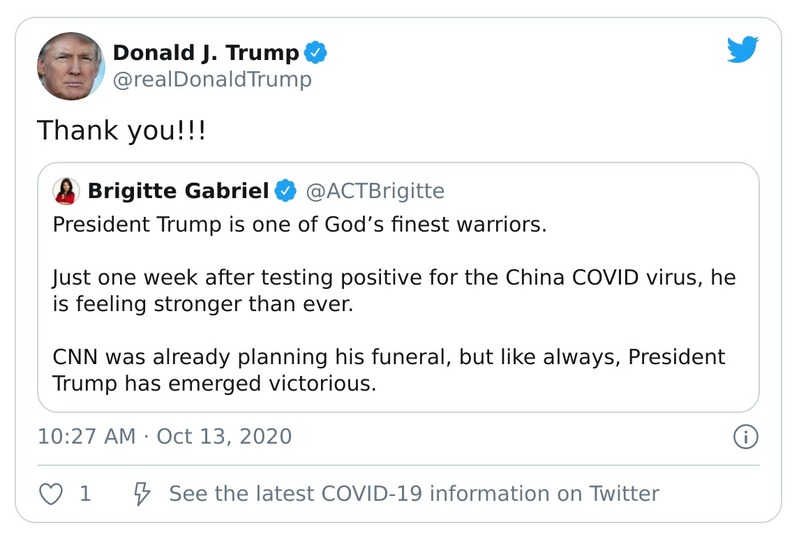 Donald J. Trump
@realDonaldTrump
Thank you!!!
Brigitte Gabriel @ACTBrigitte
President Trump is one of God’s finest warriors.
Just one week after testing positive for the China COVID virus, he
is feeling stronger than ever.
CNN was already planning his funeral, but like always, President
Trump has emerged victorious.
10:27 AM · Oct 13, 2020
1 See the latest COVID-19 information on Twitter